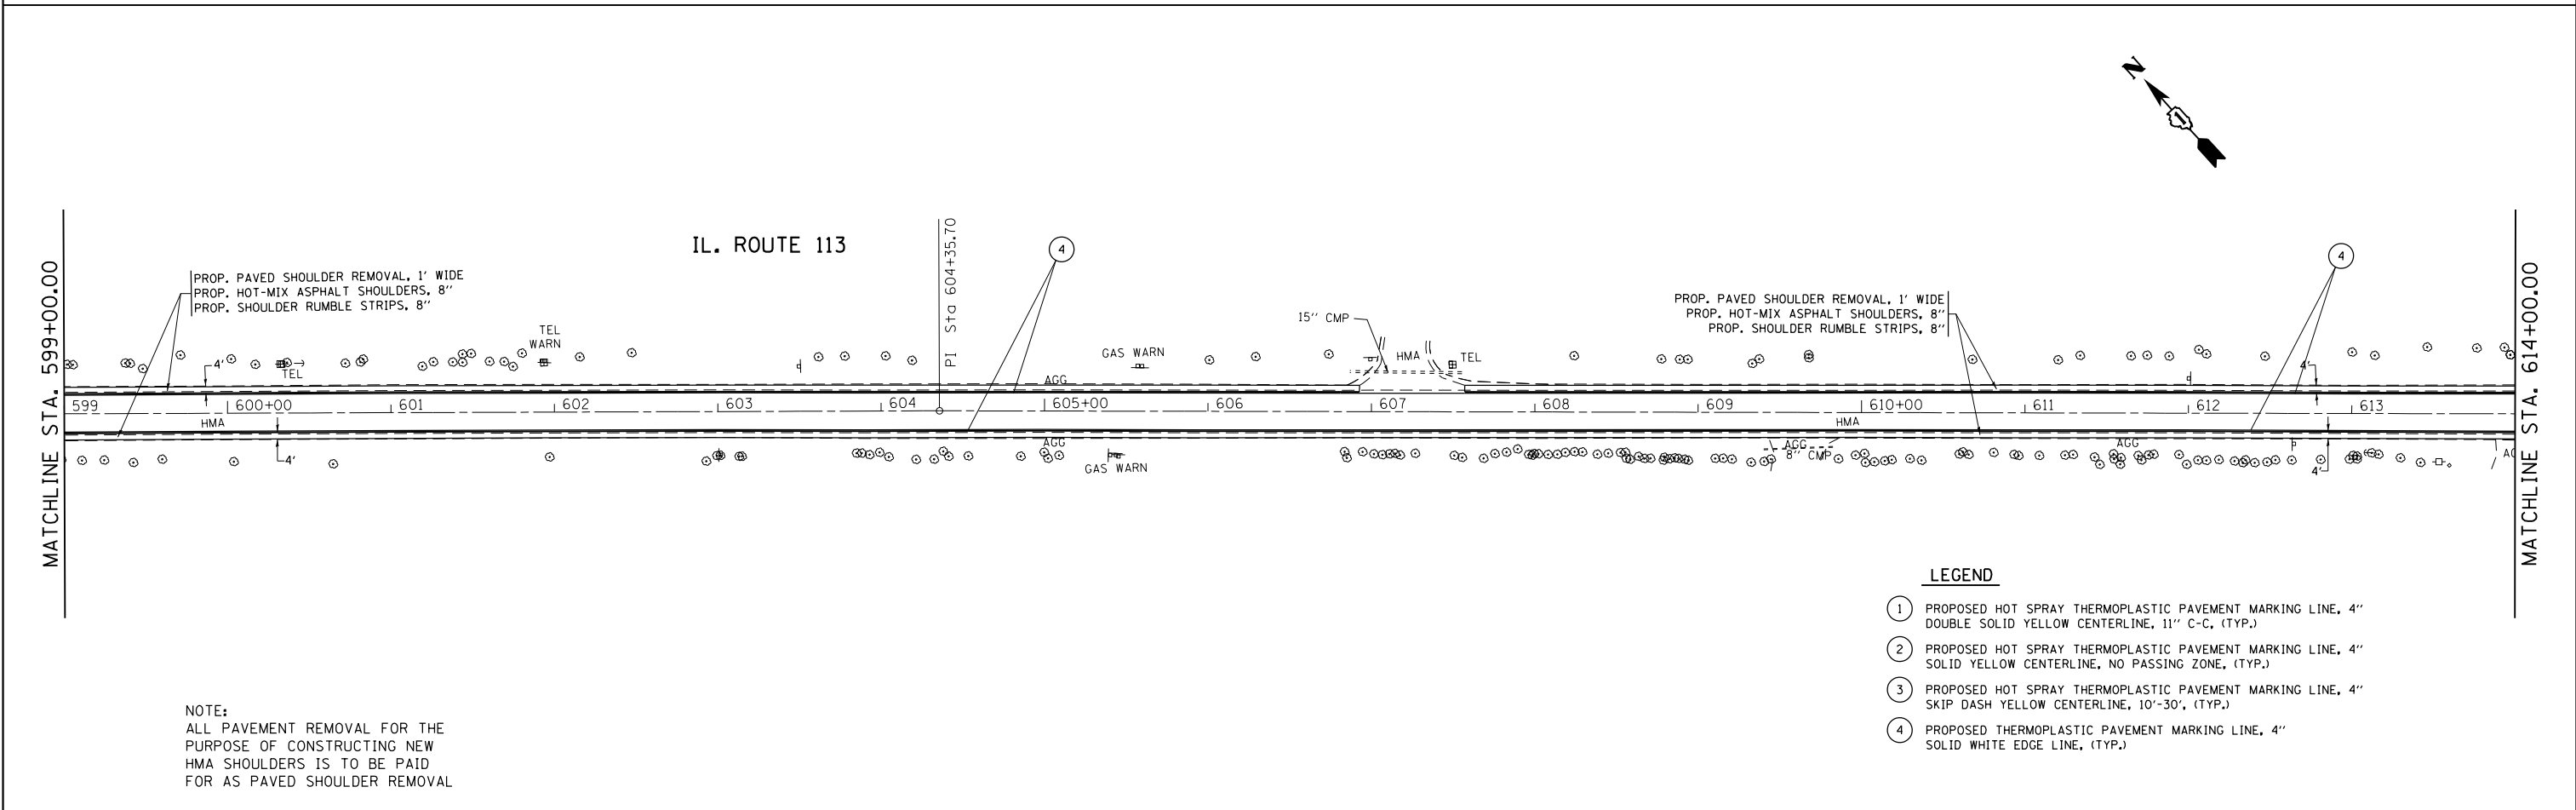 N
IL. ROUTE 113
PI Sta 604+35.70
4
4
MATCHLINE STA. 599+00.00
MATCHLINE STA. 614+00.00
PROP. PAVED SHOULDER REMOVAL, 1' WIDE
PROP. HOT-MIX ASPHALT SHOULDERS, 8"
PROP. SHOULDER RUMBLE STRIPS, 8"
PROP. PAVED SHOULDER REMOVAL, 1' WIDE
PROP. HOT-MIX ASPHALT SHOULDERS, 8"
PROP. SHOULDER RUMBLE STRIPS, 8"
15" CMP
TEL
WARN
GAS WARN
HMA
TEL
4'
TEL
4'
AGG
599
600+00
601
602
603
604
605+00
606
607
608
609
610+00
611
612
613
HMA
HMA
AGG
AGG
AGG
8" CMP
4'
GAS WARN
4'
LEGEND
1 PROPOSED HOT SPRAY THERMOPLASTIC PAVEMENT MARKING LINE, 4"
DOUBLE SOLID YELLOW CENTERLINE, 11" C-C, (TYP.)
2 PROPOSED HOT SPRAY THERMOPLASTIC PAVEMENT MARKING LINE, 4"
SOLID YELLOW CENTERLINE, NO PASSING ZONE, (TYP.)
3 PROPOSED HOT SPRAY THERMOPLASTIC PAVEMENT MARKING LINE, 4"
SKIP DASH YELLOW CENTERLINE, 10'-30', (TYP.)
4 PROPOSED THERMOPLASTIC PAVEMENT MARKING LINE, 4"
SOLID WHITE EDGE LINE, (TYP.)
NOTE:
ALL PAVEMENT REMOVAL FOR THE
PURPOSE OF CONSTRUCTING NEW
HMA SHOULDERS IS TO BE PAID
FOR AS PAVED SHOULDER REMOVAL